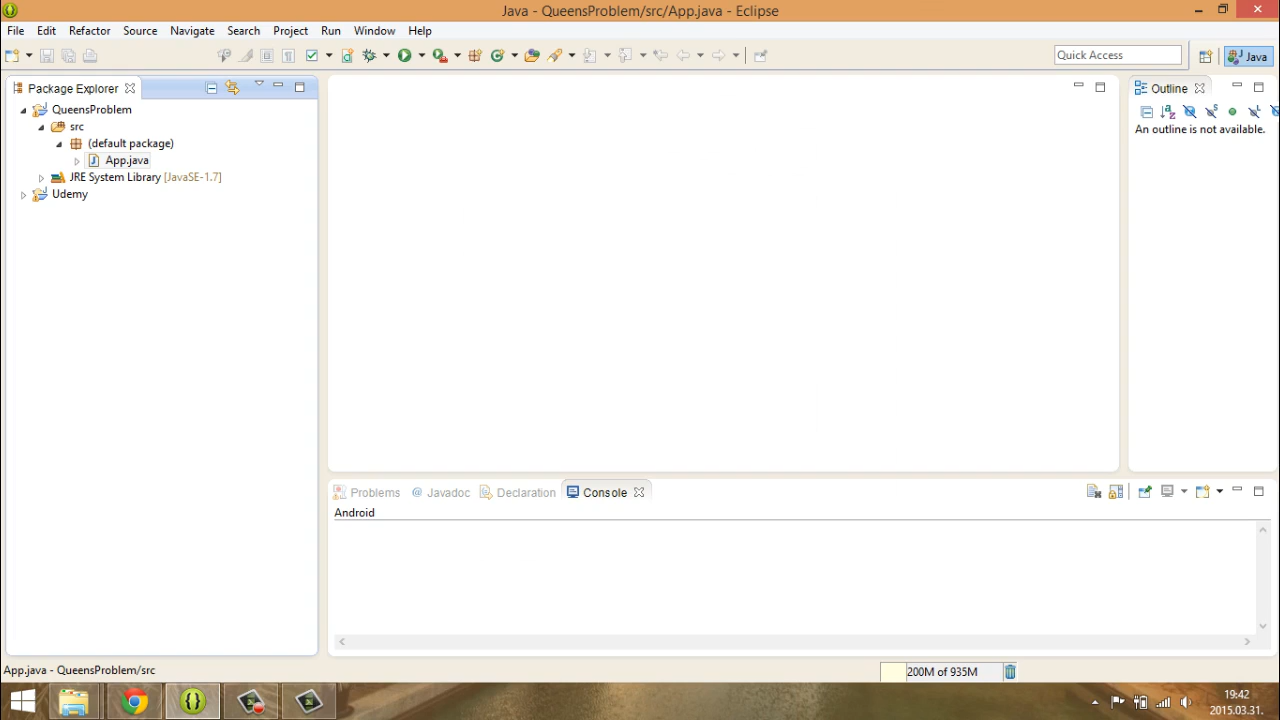 Java - QueensProblem/src/App.java - Eclipse
File Edit Refactor Source Navigate Search Project Run Window Help
Quick Access
Java
Package Explorer
QueensProblem
src
(default package)
App.java
JRE System Library [JavaSE-1.7]
Udemy
Outline
An outline is not available.
Problems @ Javadoc Declaration Console
Android
App.java - QueensProblem/src
200M of 935M
19:42
2015.03.31.